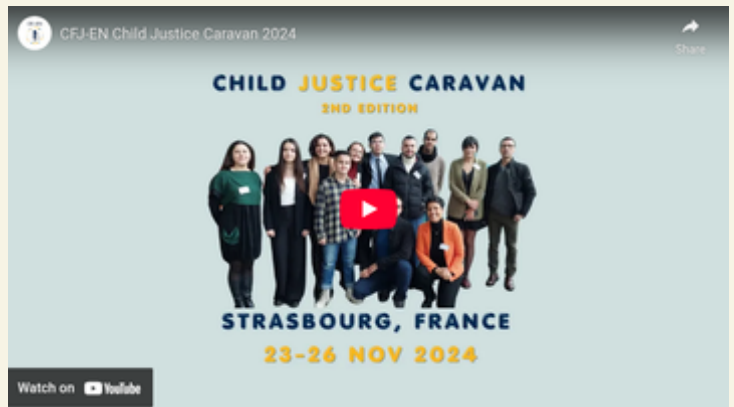 CFJ-EN Child Justice Caravan 2024
Share
CHILD JUSTICE CARAVAN
2ND EDITION
STRASBOURG, FRANCE
23-26 NOV 2024
Watch on YouTube